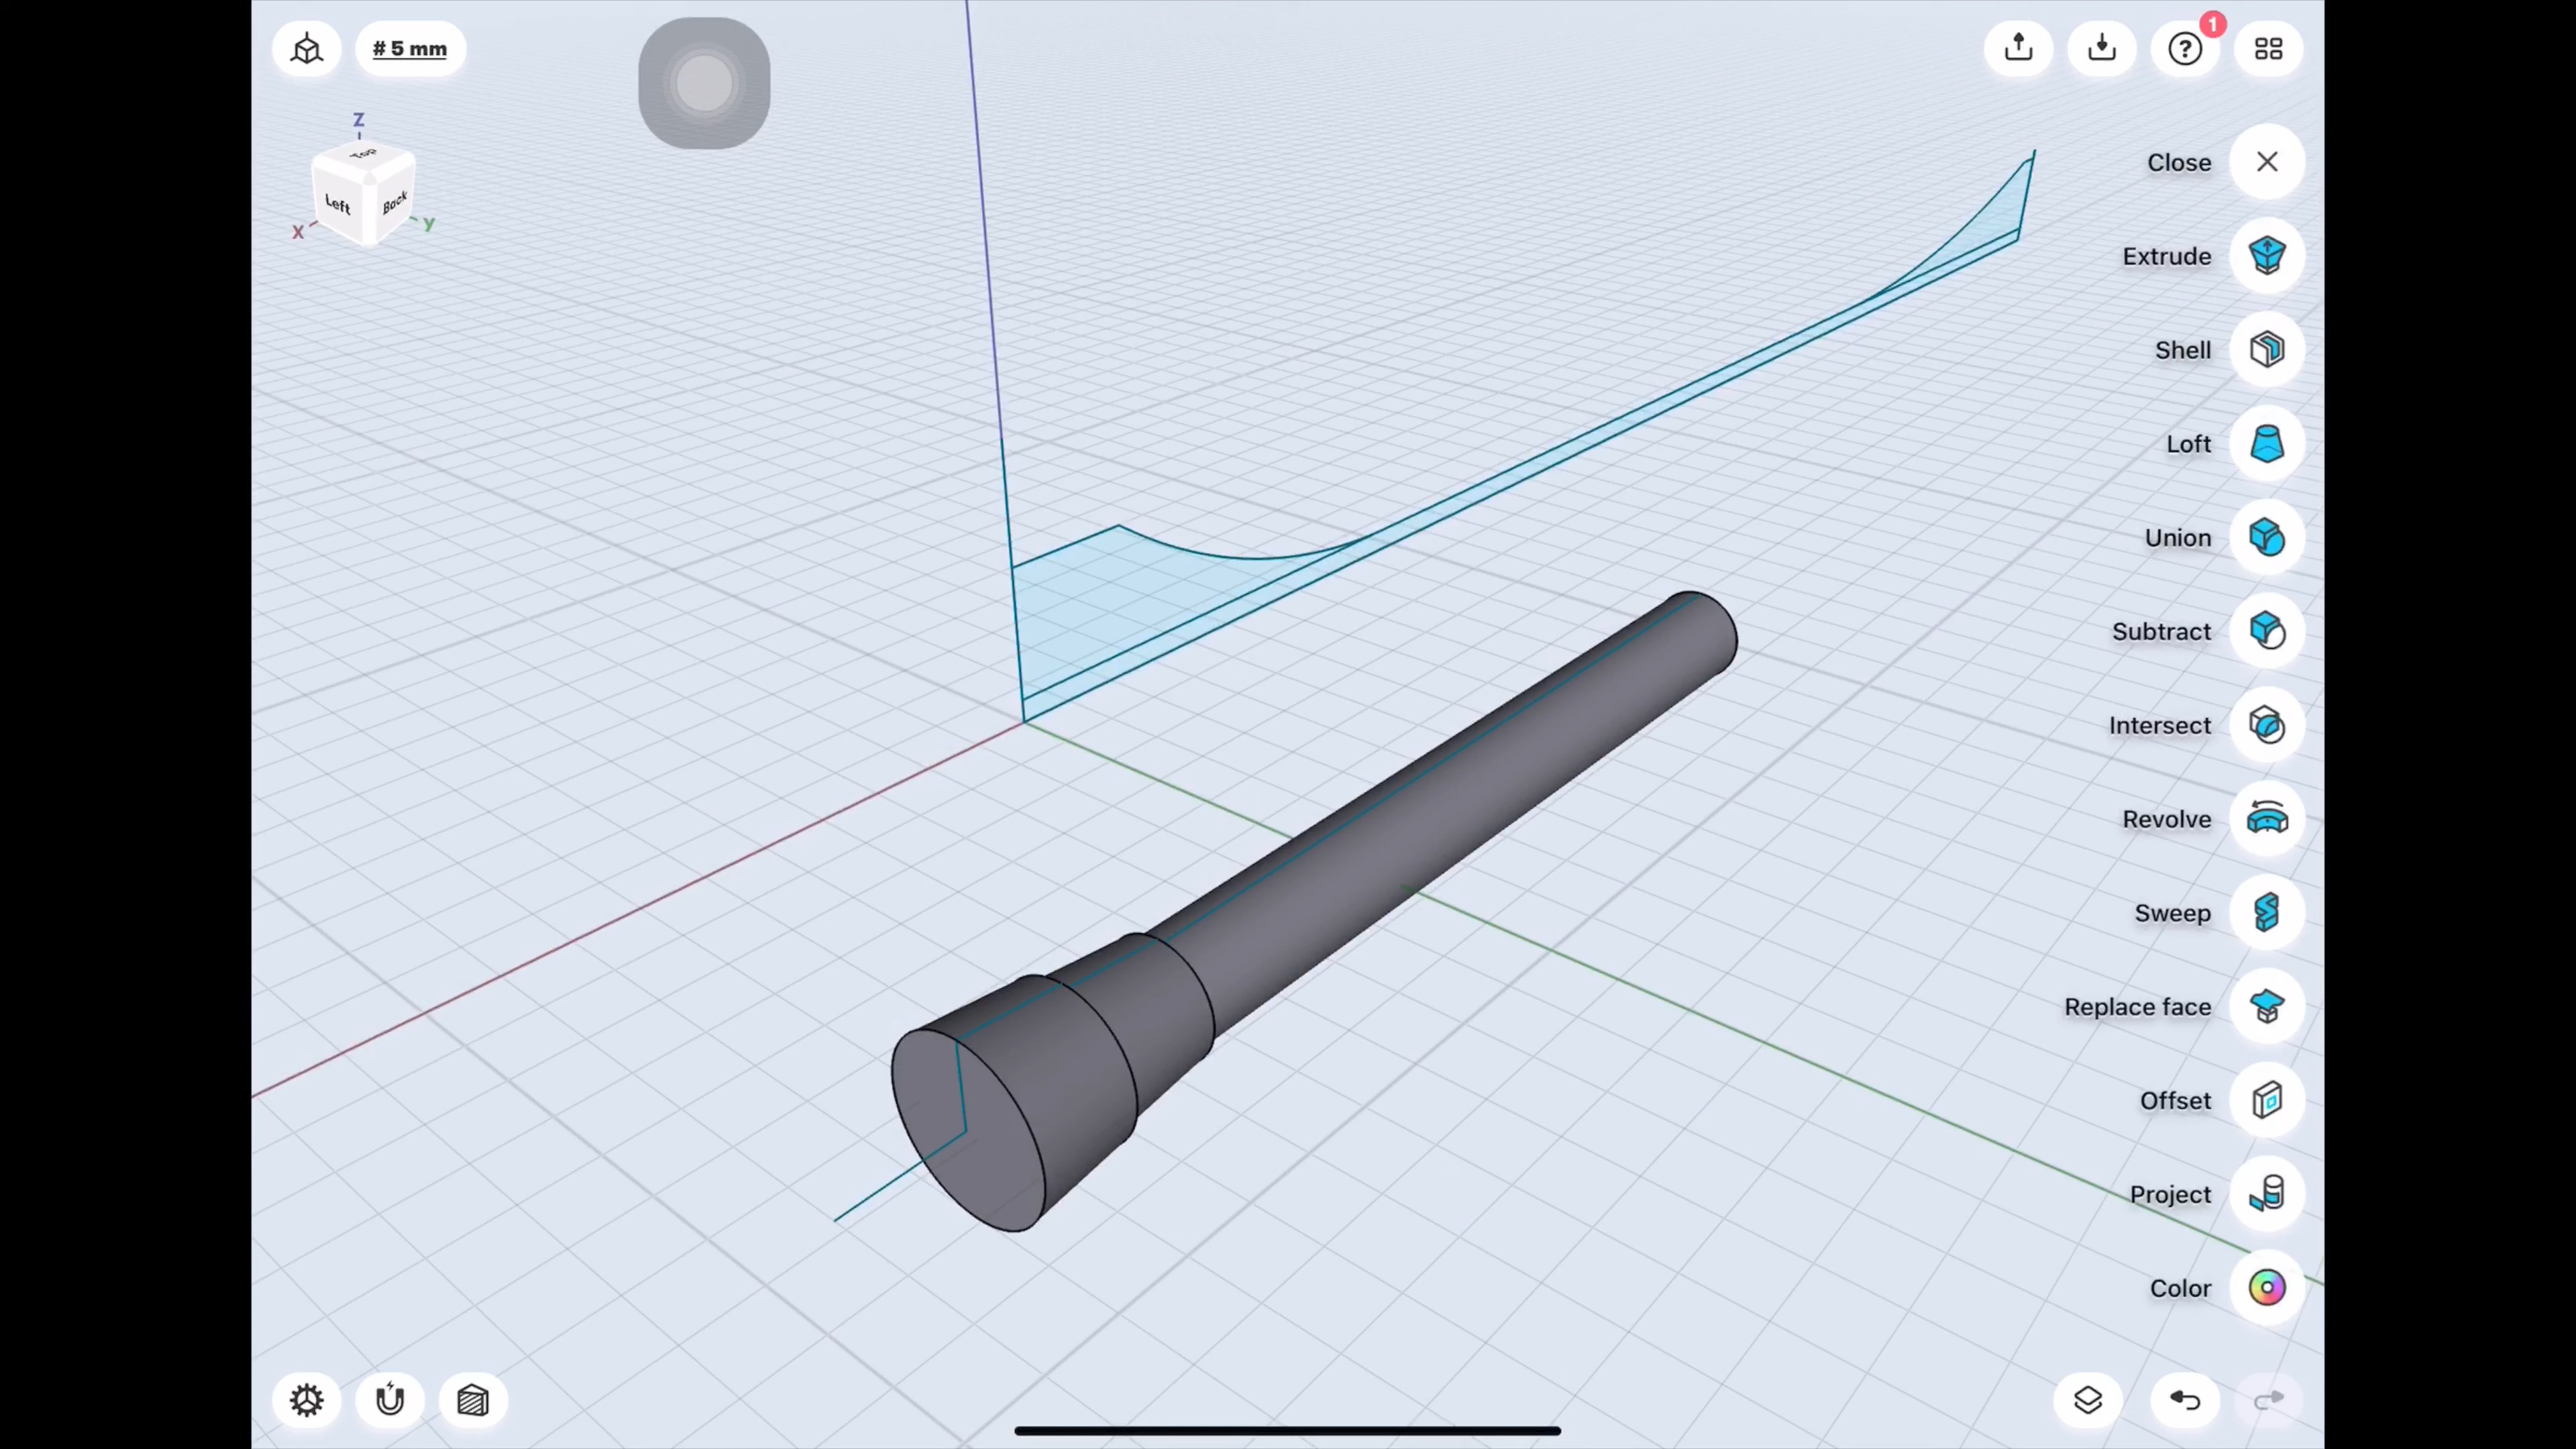 # 5 mm
1
Z
Top
Left
Back
X
y
Close
Extrude
Shell
Loft
Union
Subtract
Intersect
Revolve
Sweep
Replace face
Offset
Project
Color